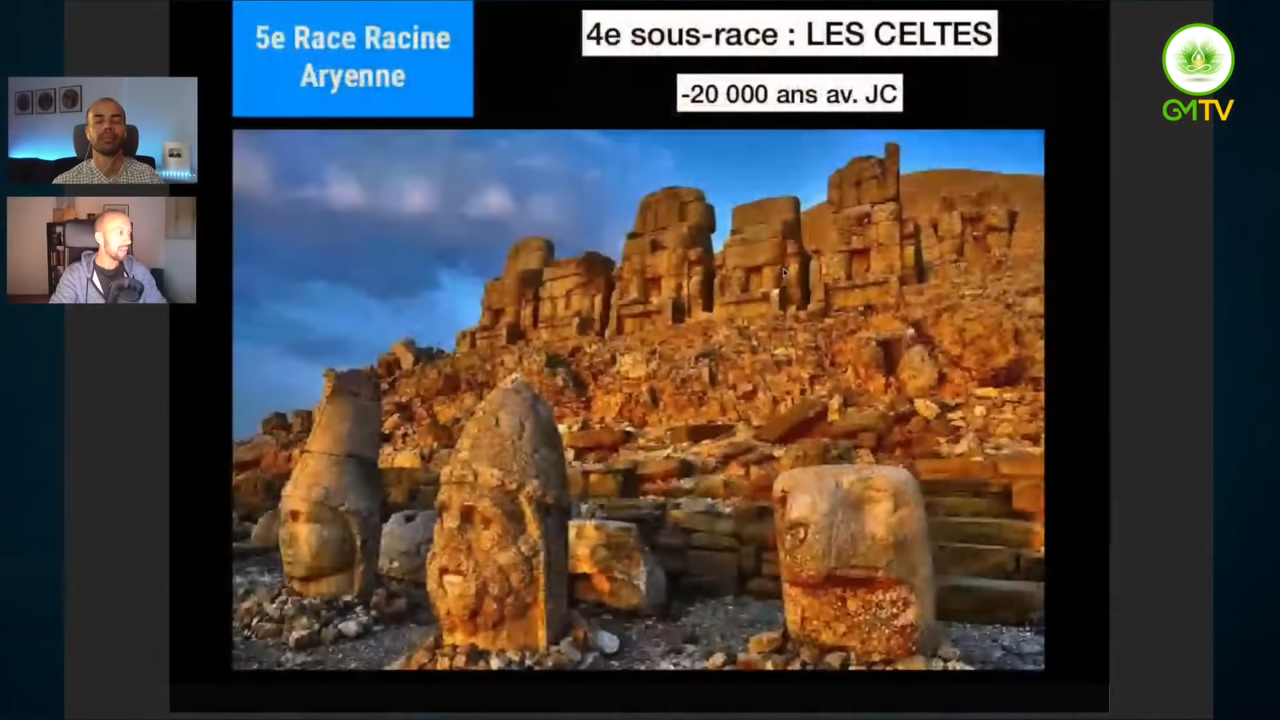 5e Race Racine
Aryenne
4e sous-race : LES CELTES
-20 000 ans av. JC
GMTV